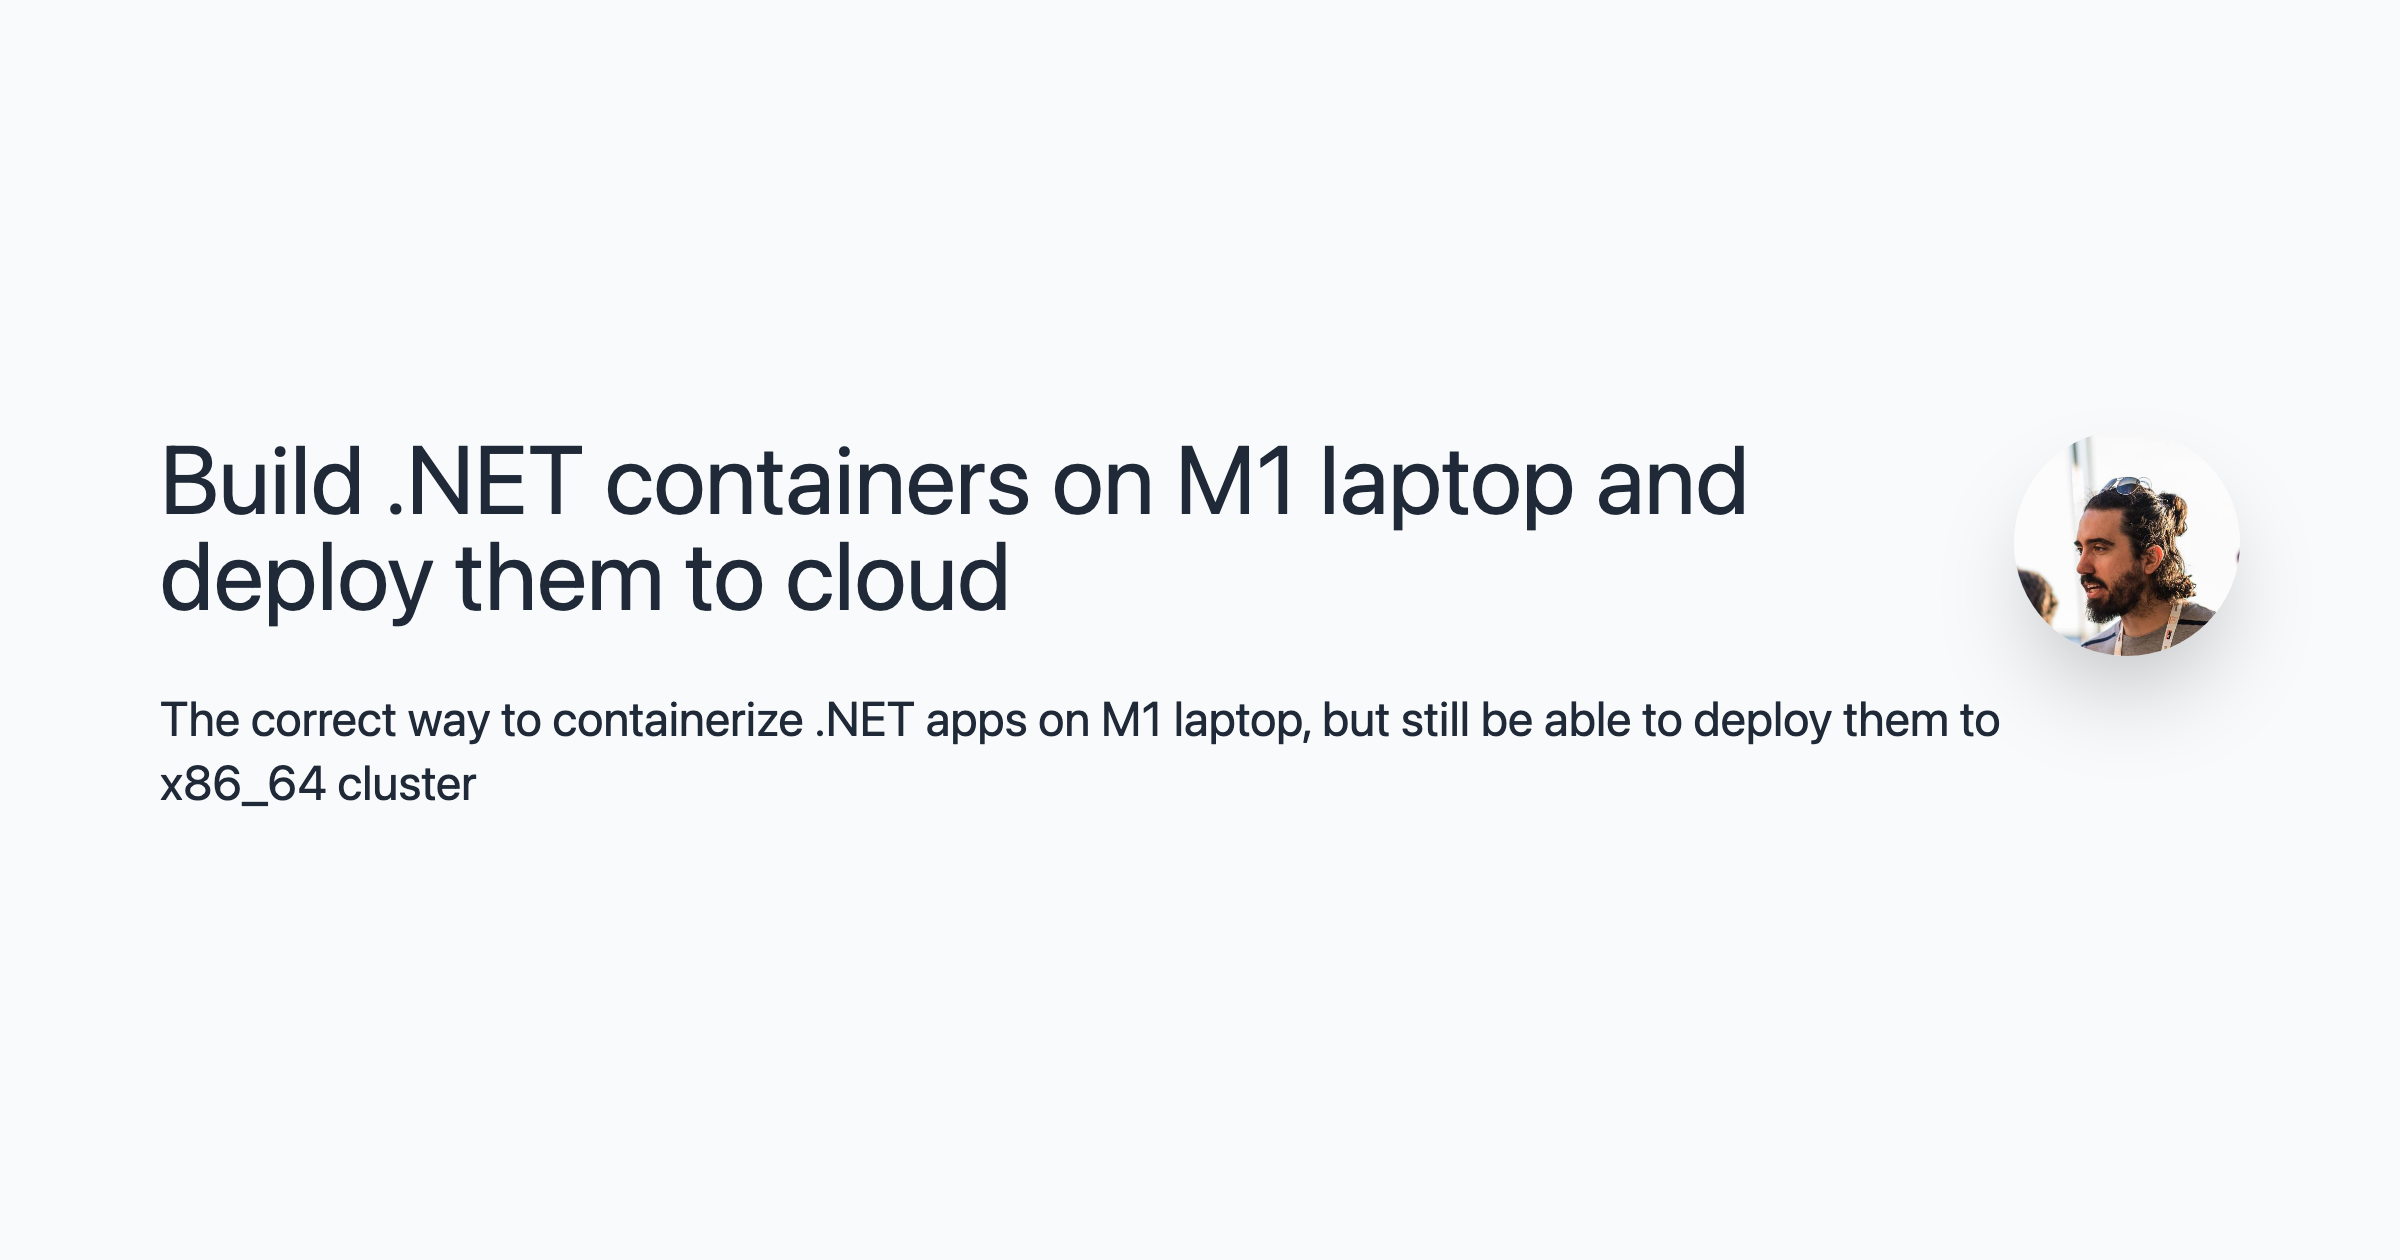 Build .NET containers on M1 laptop and
deploy them to cloud
The correct way to containerize .NET apps on M1 laptop, but still be able to deploy them to
x86_64 cluster